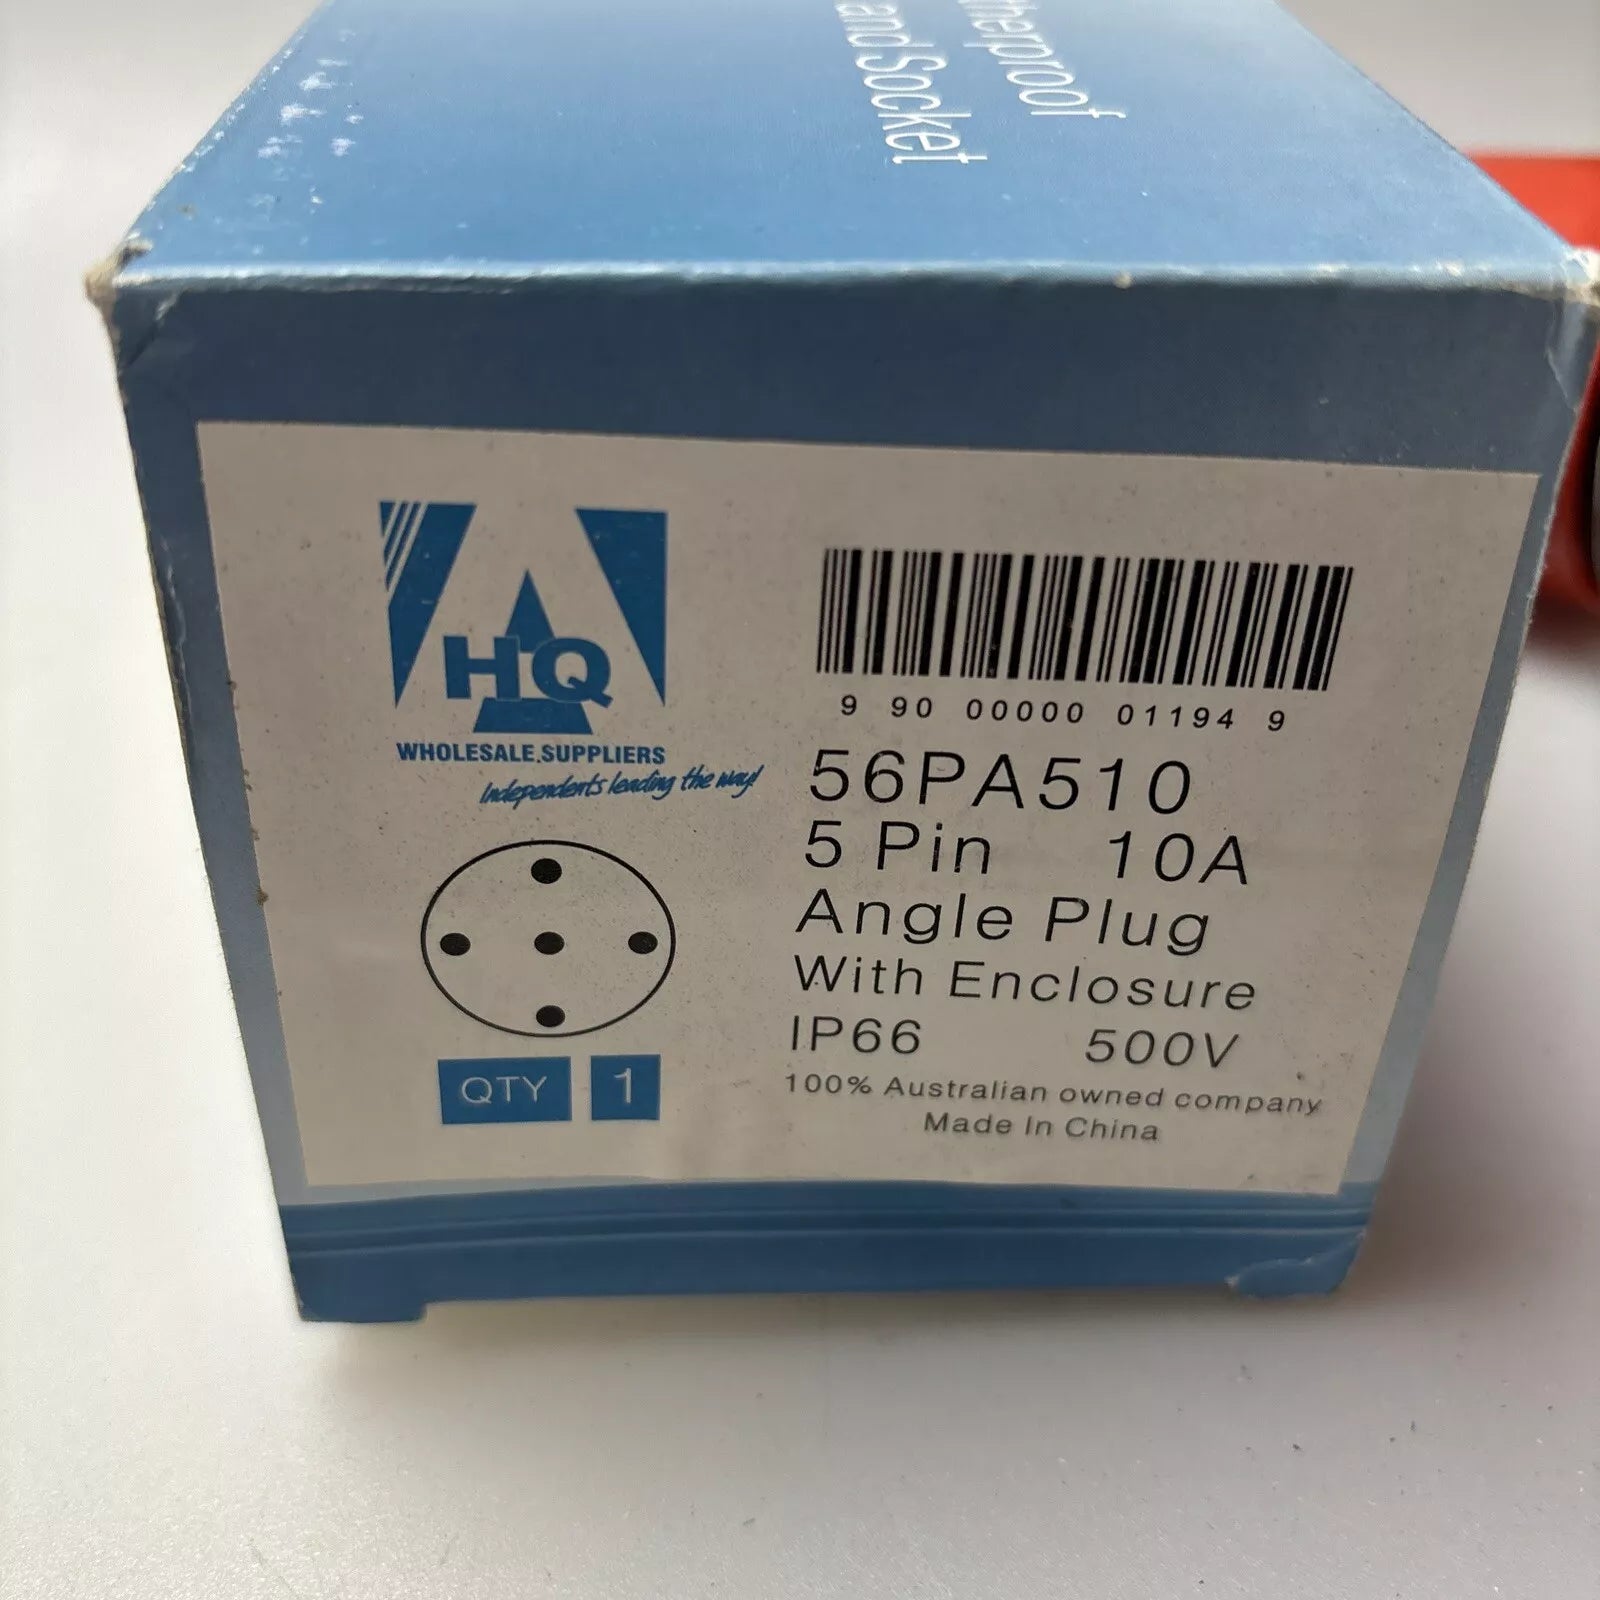 and Socket
HQ
WHOLESALE.SUPPLIERS
Independents leading the way!
9 90 00000 01194 9
56PA510
5 Pin 10A
Angle Plug
With Enclosure
IP66 500V
100% Australian owned company
Made In China
QTY 1